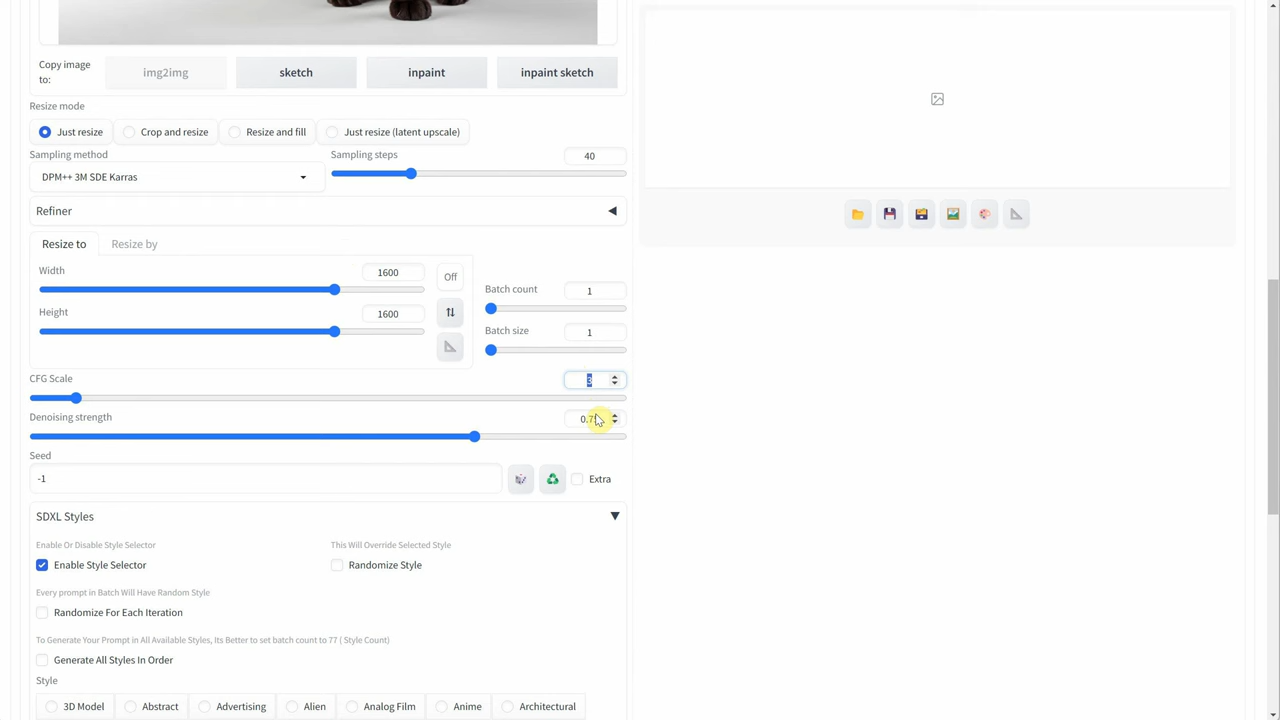 Copy image to:
img2img
sketch
inpaint
inpaint sketch
Resize mode
Just resize
Crop and resize
Resize and fill
Just resize (latent upscale)
Sampling method
Sampling steps
40
DPM++ 3M SDE Karras
Refiner
Resize to
Resize by
Width
1600
Off
Batch count
1
Height
1600
Batch size
1
CFG Scale
3
Denoising strength
Seed
-1
Extra
SDXL Styles
Enable Or Disable Style Selector
This Will Override Selected Style
Enable Style Selector
Randomize Style
Every prompt in Batch Will Have Random Style
Randomize For Each Iteration
To Generate Your Prompt in All Available Styles, Its Better to set batch count to 77 ( Style Count)
Generate All Styles In Order
Style
3D Model
Abstract
Advertising
Alien
Analog Film
Anime
Architectural